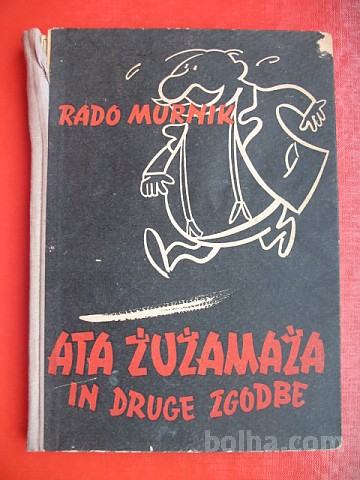 RADO MURNIK
ATA ŽUŽAMAŽA
IN DRUGE ZGODBE
bolha.com